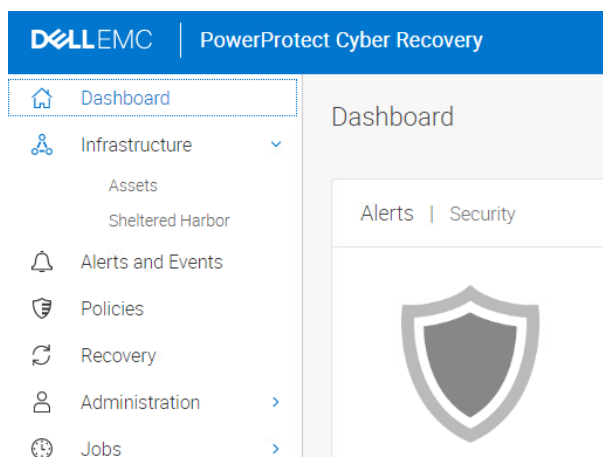 DELLEMC | PowerProtect Cyber Recovery
Dashboard
Infrastructure
Assets
Sheltered Harbor
Alerts and Events
Policies
Recovery
Administration
Jobs
Dashboard
Alerts | Security